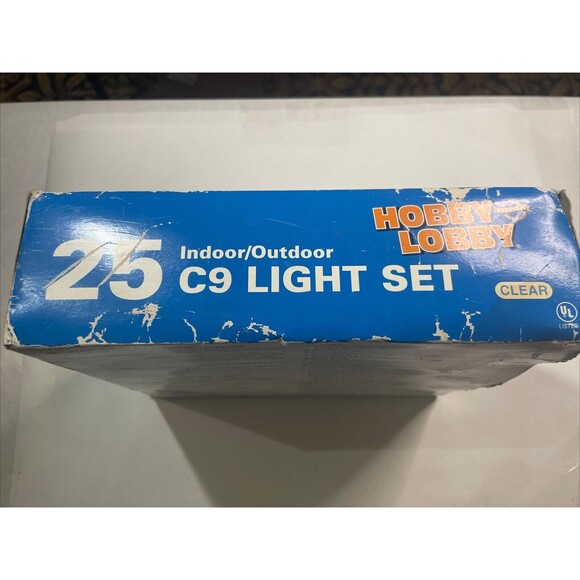 25
Indoor/Outdoor
C9 LIGHT SET
HOBBY
LOBBY
CLEAR
UL